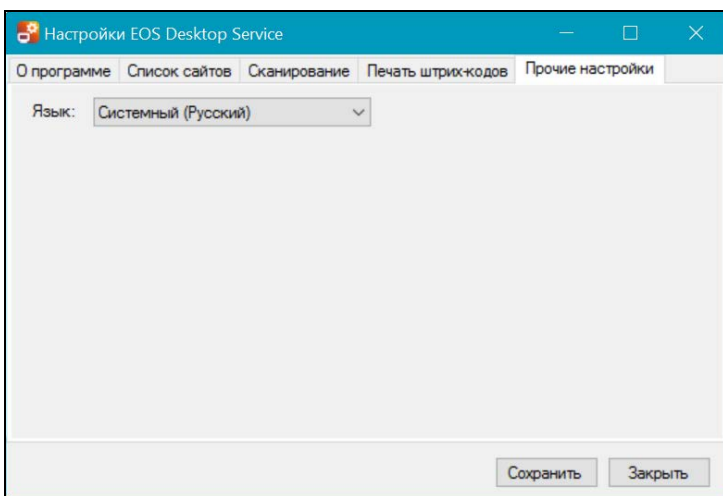 Настройки EOS Desktop Service
О программе Список сайтов Сканирование Печать штрих-кодов Прочие настройки
Язык: Системный (Русский)
Сохранить Закрыть